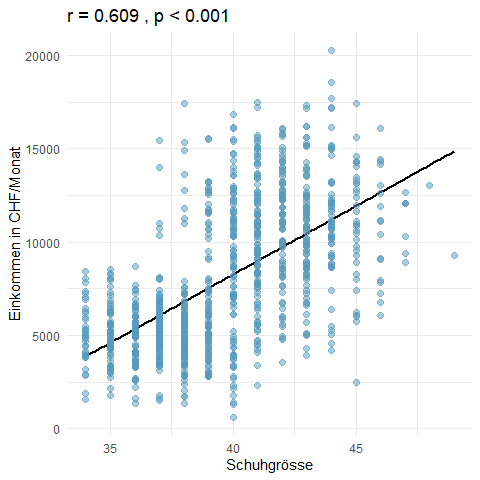 r = 0.609 , p < 0.001
20000
15000
10000
5000
0
Einkommen in CHF/Monat
35
40
45
Schuhgrösse